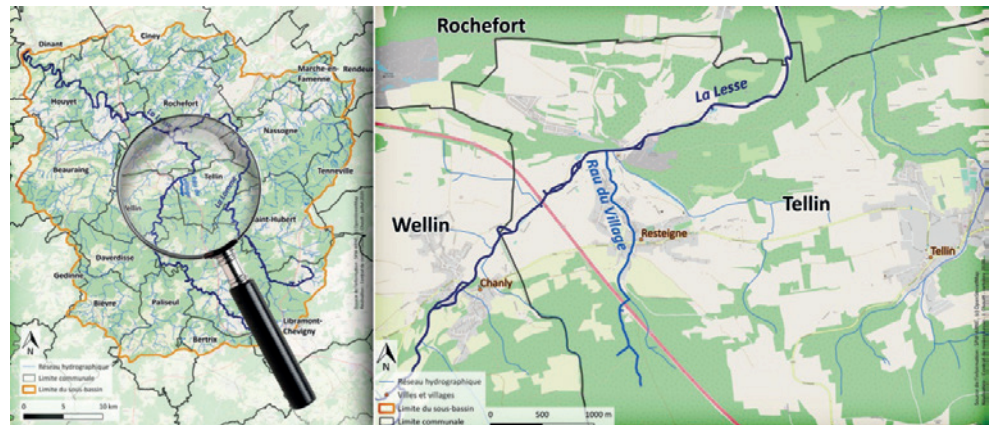 Dinant
Ciney
Marche-en-
Famenne
Rendeux
Houyet
Rochefort
Nassogne
Beauraing
Tellin
Tellin
Tenneville
Saint-Hubert
Daverdisse
Gedinne
Bièvre
Paliseul
Libramont-
Chevigny
Bertrix
N
Réseau hydrographique
Limite communale
Limite du sous-bassin
0 5 10 km
Rochefort
La Lesse
Rau du Village
Wellin
Tellin
Resteigne
Tellin
Chanly
N
Réseau hydrographique
Villes et villages
Limite du sous-bassin
Limite communale
0 500 1000 m